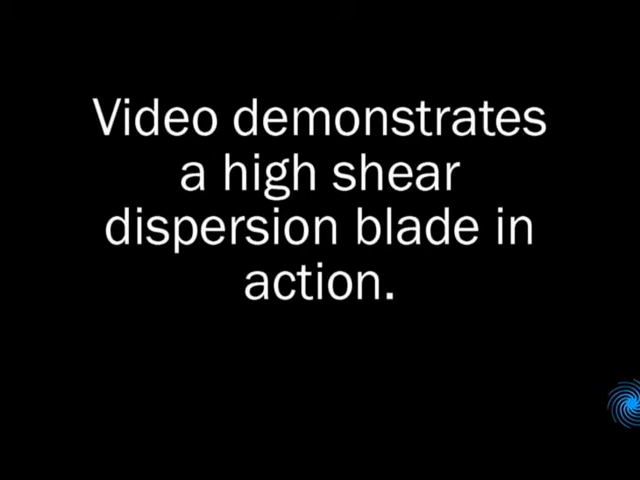 Video demonstrates
a high shear
dispersion blade in
action.